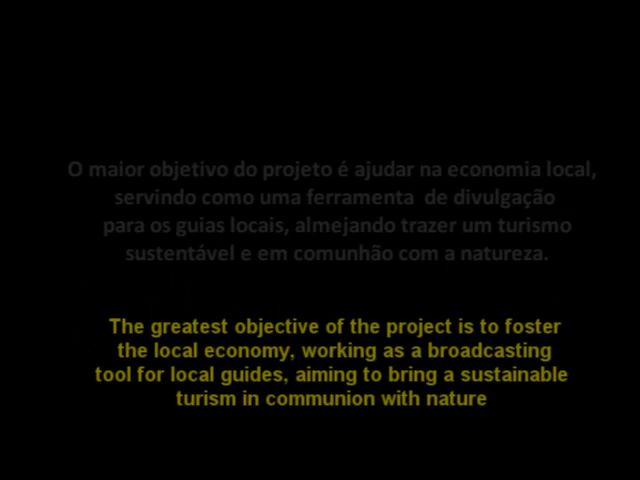 O maior objetivo do projeto é ajudar na economia local,
servindo como uma ferramenta de divulgação
para os guias locais, almejando trazer um turismo
sustentável e em comunhão com a natureza.
The greatest objective of the project is to foster
the local economy, working as a broadcasting
tool for local guides, aiming to bring a sustainable
turism in communion with nature